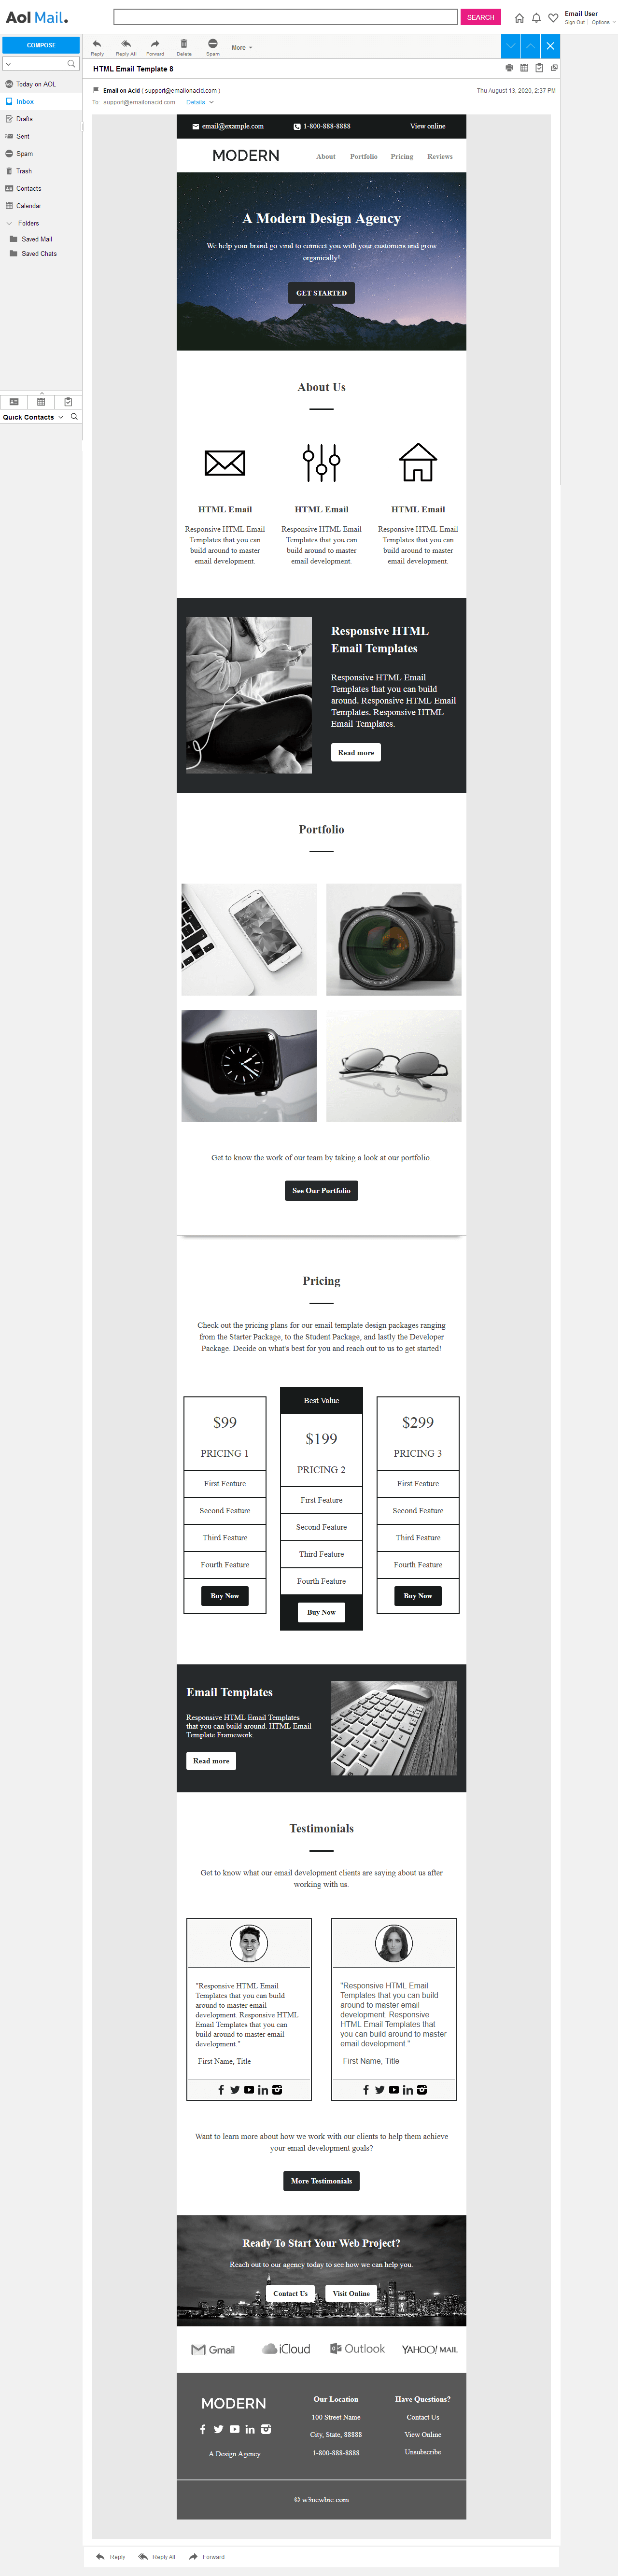 Aol Mail.
SEARCH
Email User
Sign Out | Options
COMPOSE
Today on AOL
Inbox
Drafts
Sent
Spam
Trash
Contacts
Calendar
Folders
Saved Mail
Saved Chats
Quick Contacts
Reply
Reply All
Forward
Delete
Spam
More
HTML Email Template 8
Email on Acid ( support@emailonacid.com )
Thu August 13, 2020, 2:37 PM
To: support@emailonacid.com Details
email@example.com
1-800-888-8888
View online
MODERN
About
Portfolio
Pricing
Reviews
A Modern Design Agency
We help your brand go viral to connect you with your customers and grow
organically!
GET STARTED
About Us
HTML Email
Responsive HTML Email
Templates that you can
build around to master
email development.
HTML Email
Responsive HTML Email
Templates that you can
build around to master
email development.
HTML Email
Responsive HTML Email
Templates that you can
build around to master
email development.
Responsive HTML
Email Templates
Responsive HTML Email
Templates that you can build
around. Responsive HTML Email
Templates. Responsive HTML
Email Templates.
Read more
Portfolio
Get to know the work of our team by taking a look at our portfolio.
See Our Portfolio
Pricing
Check out the pricing plans for our email template design packages ranging
from the Starter Package, to the Student Package, and lastly the Developer
Package. Decide on what's best for you and reach out to us to get started!
$99
PRICING 1
First Feature
Second Feature
Third Feature
Fourth Feature
Buy Now
Best Value
$199
PRICING 2
First Feature
Second Feature
Third Feature
Fourth Feature
Buy Now
$299
PRICING 3
First Feature
Second Feature
Third Feature
Fourth Feature
Buy Now
Email Templates
Responsive HTML Email Templates
that you can build around. HTML Email
Template Framework.
Read more
Testimonials
Get to know what our email development clients are saying about us after
working with us.
"Responsive HTML Email
Templates that you can build
around to master email
development. Responsive HTML
Email Templates that you can
build around to master email
development."
-First Name, Title
"Responsive HTML Email
Templates that you can build
around to master email
development. Responsive
HTML Email Templates that
you can build around to master
email development."
-First Name, Title
Want to learn more about how we work with our clients to help them achieve
your email development goals?
More Testimonials
Ready To Start Your Web Project?
Reach out to our agency today to see how we can help you.
Contact Us
Visit Online
Gmail
iCloud
Outlook
YAHOO! MAIL
MODERN
A Design Agency
Our Location
100 Street Name
City, State, 88888
1-800-888-8888
Have Questions?
Contact Us
View Online
Unsubscribe
© w3newbie.com
Reply
Reply All
Forward